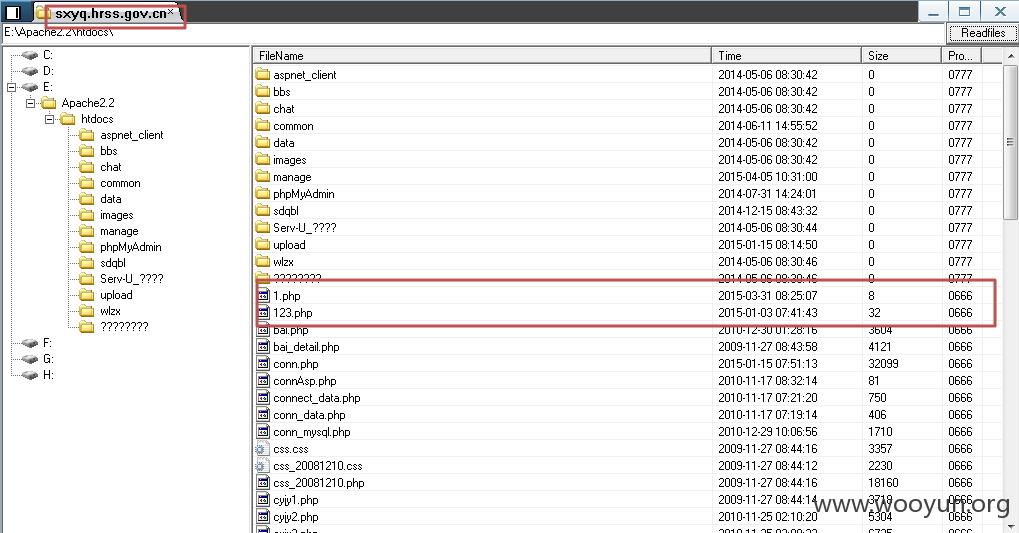 sxyq.hrss.gov.cn*
E:\Apache2.2\htdocs\ Readfiles
C:
D:
E:
Apache2.2
htdocs
aspnet_client
bbs
chat
common
data
images
manage
phpMyAdmin
sdqbl
Serv-U_????
upload
wlzx
????????
F:
G:
H:
FileName Time Size Pro...
aspnet_client 2014-05-06 08:30:42 0 0777
bbs 2014-05-06 08:30:42 0 0777
chat 2014-05-06 08:30:42 0 0777
common 2014-06-11 14:55:52 0 0777
data 2014-05-06 08:30:42 0 0777
images 2014-05-06 08:30:42 0 0777
manage 2015-04-05 10:31:00 0 0777
phpMyAdmin 2014-07-31 14:24:01 0 0777
sdqbl 2014-12-15 08:43:32 0 0777
Serv-U_???? 2014-05-06 08:30:44 0 0777
upload 2015-01-15 08:14:50 0 0777
wlzx 2014-05-06 08:30:46 0 0777
???????? 2014-05-06 08:30:46 0 0777
1.php 2015-03-31 08:25:07 8 0666
123.php 2015-01-03 07:41:43 32 0666
bai.php 2010-12-30 01:28:16 3604 0666
bai_detail.php 2009-11-27 08:43:58 4121 0666
conn.php 2015-01-15 07:51:13 32099 0666
connAsp.php 2010-11-17 08:32:14 81 0666
connect_data.php 2010-11-17 07:21:20 750 0666
conn_data.php 2010-11-17 07:19:14 406 0666
conn_mysql.php 2010-12-29 10:06:56 1710 0666
css.css 2009-11-27 08:44:16 3357 0666
css_20081210.css 2009-11-27 08:44:12 2230 0666
css_20081210.php 2009-11-27 08:44:16 18160 0666
cyjy1.php 2009-11-27 08:44:14 3718 0666
cyjy2.php 2010-11-25 02:10:20 5304 0666
www.wooyun.org